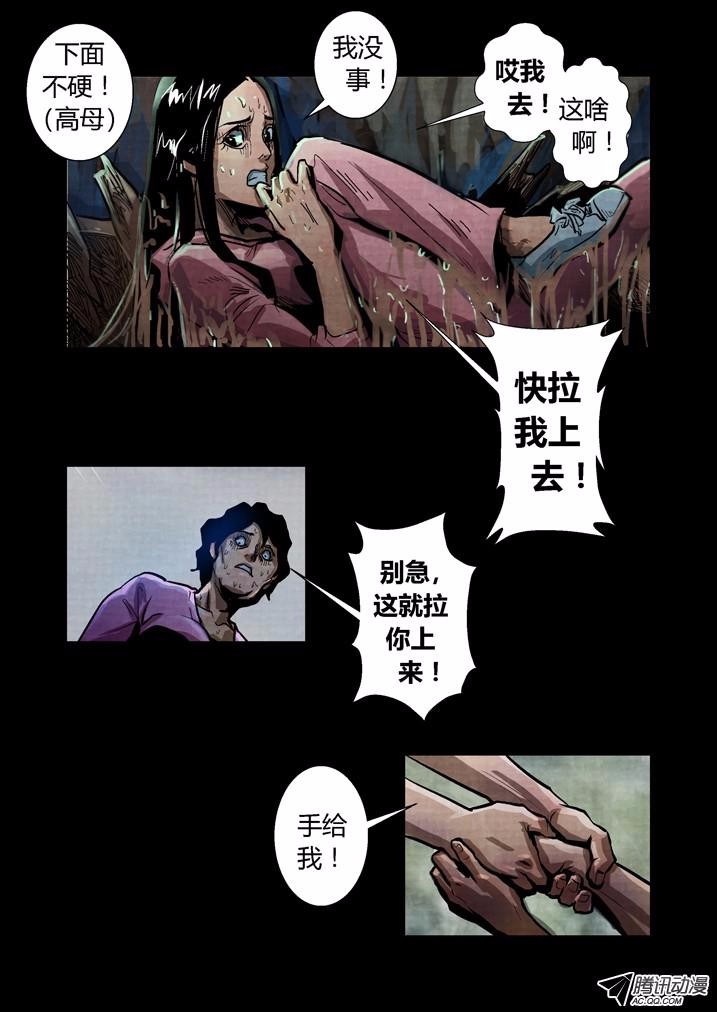 下面
不硬！
（高母）
我没
事！
哎我
去！
这啥
啊！
快拉
我上
去！
别急，
这就拉
你上
来！
手给
我！
腾讯动漫
AC.QQ.COM